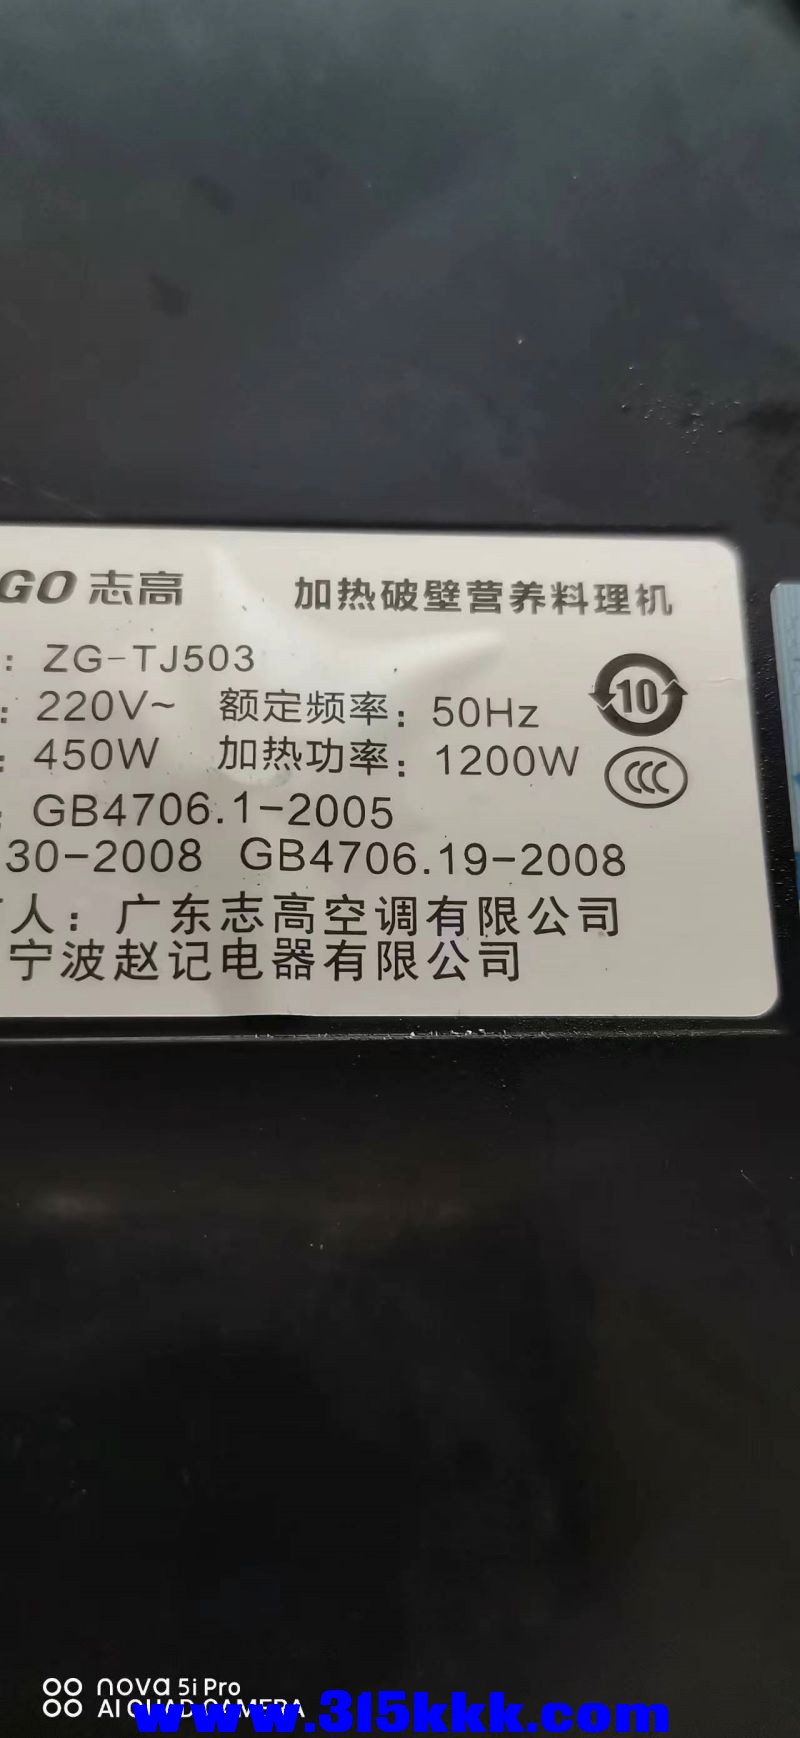 GO 志高 加热破壁营养料理机
: ZG-TJ503
: 220V~ 额定频率: 50Hz
: 450W 加热功率: 1200W
: GB4706.1-2005
30-2008 GB4706.19-2008
人: 广东志高空调有限公司
宁波赵记电器有限公司
10
CCC
nova 5i Pro
AI QUAD CAMERA
www.315kkk.com